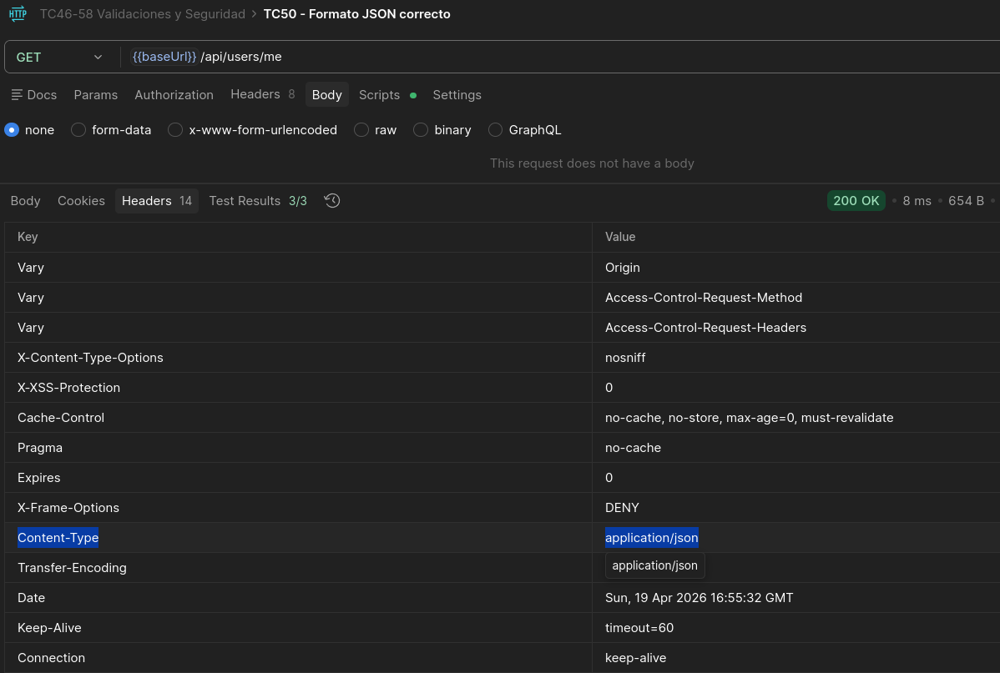 HTTP TC46-58 Validaciones y Seguridad > TC50 - Formato JSON correcto
GET {{baseUrl}} /api/users/me
Docs Params Authorization Headers 8 Body Scripts Settings
none form-data x-www-form-urlencoded raw binary GraphQL
This request does not have a body
Body Cookies Headers 14 Test Results 3/3 200 OK • 8 ms • 654 B •
Key Value
Vary Origin
Vary Access-Control-Request-Method
Vary Access-Control-Request-Headers
X-Content-Type-Options nosniff
X-XSS-Protection 0
Cache-Control no-cache, no-store, max-age=0, must-revalidate
Pragma no-cache
Expires 0
X-Frame-Options DENY
Content-Type application/json
Transfer-Encoding application/json
Date Sun, 19 Apr 2026 16:55:32 GMT
Keep-Alive timeout=60
Connection keep-alive